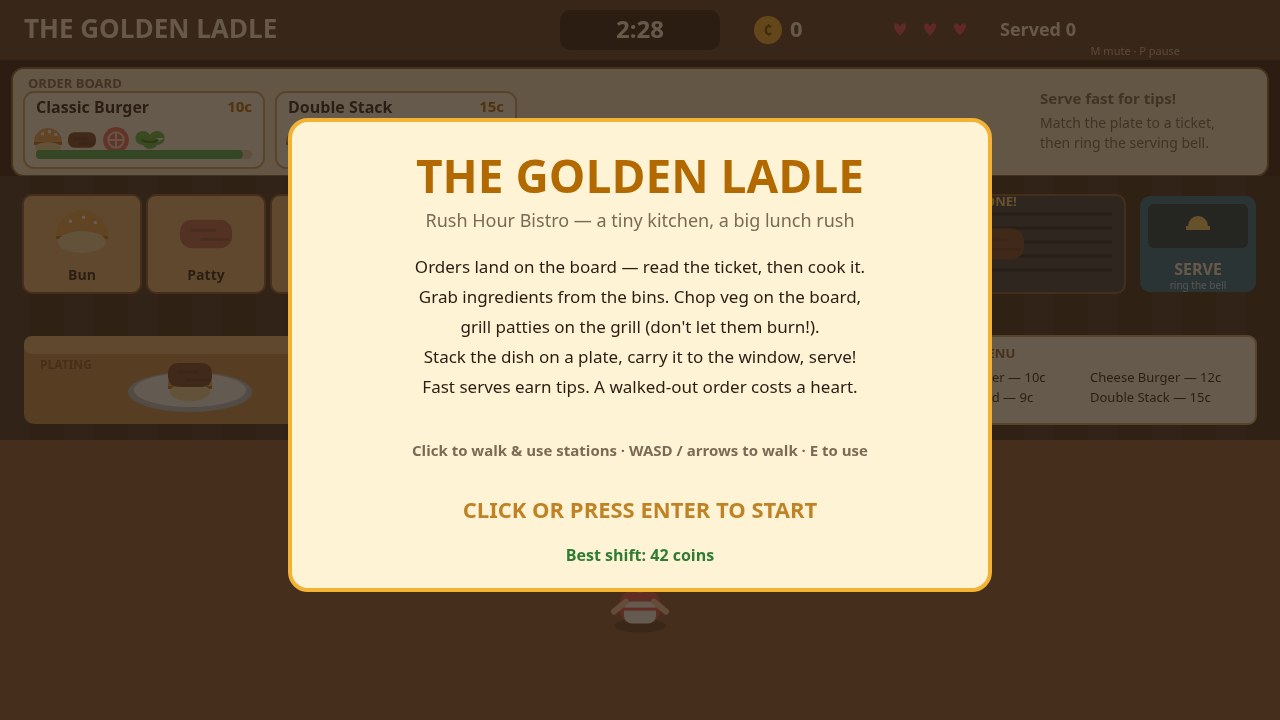 THE GOLDEN LADLE
2:28
C
0
Served 0
M mute · P pause
ORDER BOARD
Classic Burger
10c
Double Stack
15c
Serve fast for tips!
Match the plate to a ticket,
then ring the serving bell.
THE GOLDEN LADLE
Rush Hour Bistro — a tiny kitchen, a big lunch rush
Orders land on the board — read the ticket, then cook it.
Grab ingredients from the bins. Chop veg on the board,
grill patties on the grill (don't let them burn!).
Stack the dish on a plate, carry it to the window, serve!
Fast serves earn tips. A walked-out order costs a heart.
Click to walk & use stations · WASD / arrows to walk · E to use
CLICK OR PRESS ENTER TO START
Best shift: 42 coins
Bun
Patty
SERVE
ring the bell
PLATING
— 10c
Cheese Burger — 12c
— 9c
Double Stack — 15c